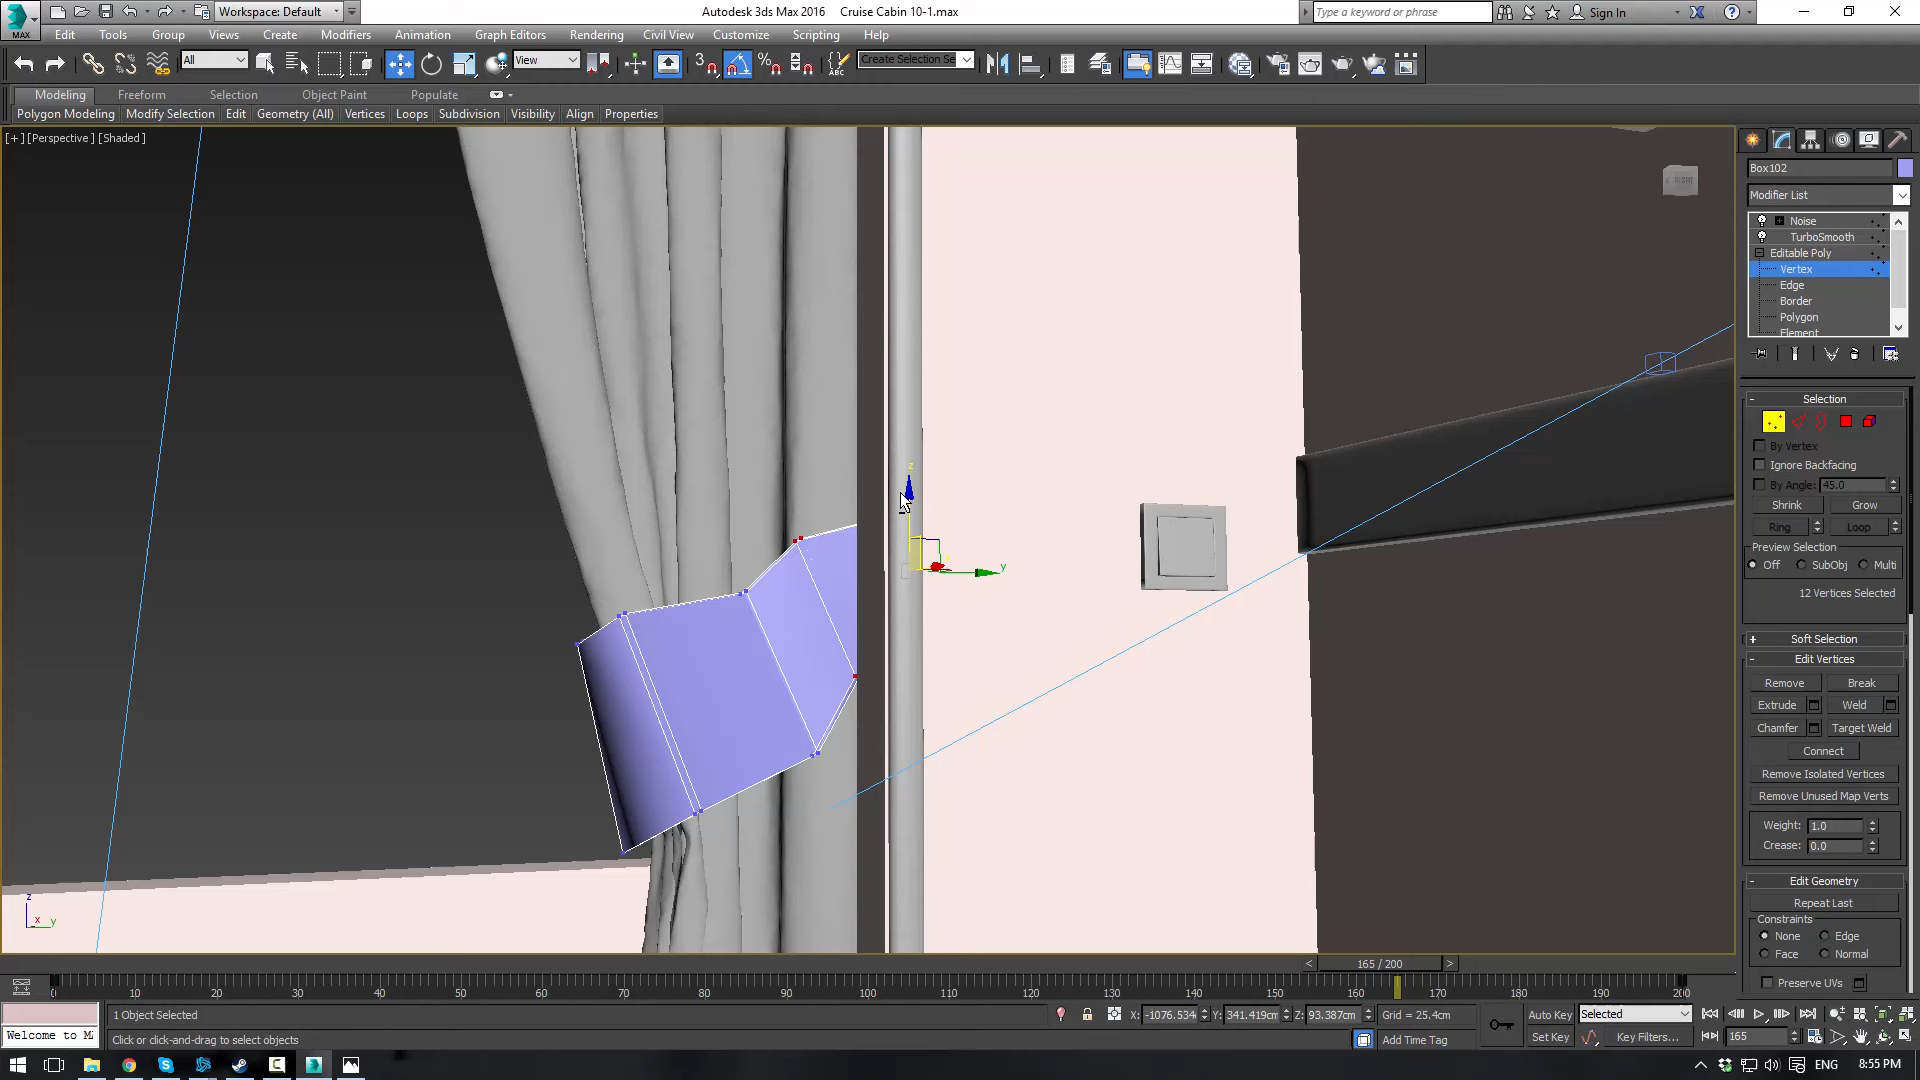 Workspace: Default
Autodesk 3ds Max 2016
Cruise Cabin 10-1.max
Type a keyword or phrase
Sign In
MAX
Edit
Tools
Group
Views
Create
Modifiers
Animation
Graph Editors
Rendering
Civil View
Customize
Scripting
Help
All
View
3
ABC
Create Selection Se
Modeling
Freeform
Selection
Object Paint
Populate
Polygon Modeling
Modify Selection
Edit
Geometry (All)
Vertices
Loops
Subdivision
Visibility
Align
Properties
[+] [Perspective] [Shaded]
Box102
Modifier List
Noise
TurboSmooth
Editable Poly
Vertex
Edge
Border
Polygon
Element
Selection
By Vertex
Ignore Backfacing
By Angle: 45.0
Shrink
Grow
Ring
Loop
Preview Selection
Off
SubObj
Multi
12 Vertices Selected
Soft Selection
Edit Vertices
Remove
Break
Extrude
Weld
Chamfer
Target Weld
Connect
Remove Isolated Vertices
Remove Unused Map Verts
Weight: 1.0
Crease: 0.0
Edit Geometry
Repeat Last
Constraints
None
Edge
Face
Normal
Preserve UVs
z
y
z
x
y
< 165 / 200 >
0 10 20 30 40 50 60 70 80 90 100 110 120 130 140 150 160 170 180 190 200
1 Object Selected
X: -1076.534
Y: 341.419cm
Z: 93.387cm
Grid = 25.4cm
Auto Key
Selected
Welcome to M
Click or click-and-drag to select objects
Add Time Tag
Set Key
Key Filters...
165
ENG
8:55 PM